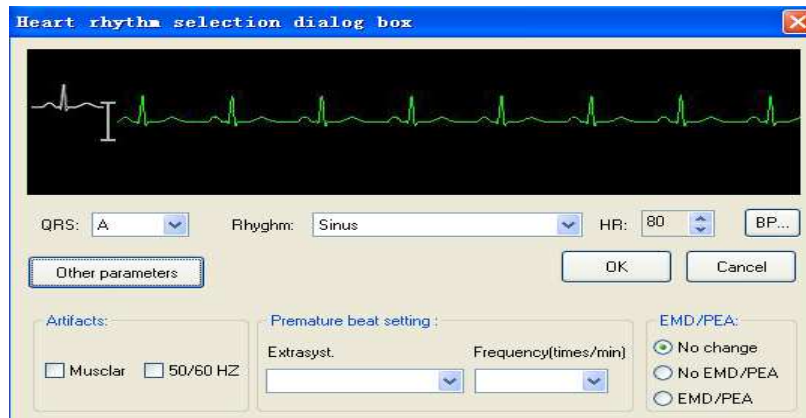 Heart rhythm selection dialog box
QRS: A Rhyghm: Sinus HR: 80 BP...
Other parameters OK Cancel
Artifacts: Premature beat setting : EMD/PEA:
Extrasyst. Frequency(times/min) No change
Musclar 50/60 HZ No EMD/PEA
EMD/PEA